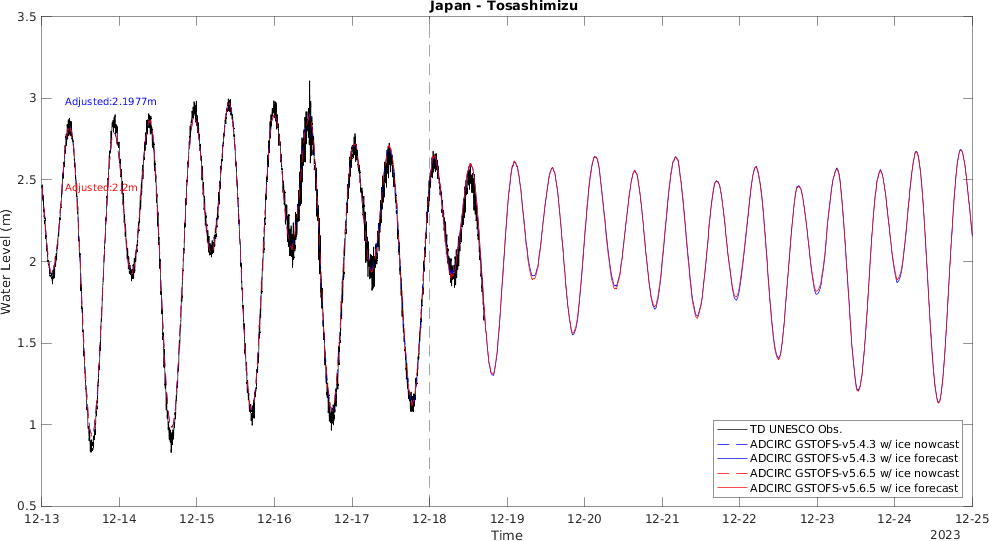 Japan - Tosashimizu
3.5
3
2.5
2
1.5
1
0.5
Water Level (m)
Adjusted:2.1977m
Adjusted:2.2m
TD UNESCO Obs.
ADCIRC GSTOFS-v5.4.3 w/ ice nowcast
ADCIRC GSTOFS-v5.4.3 w/ ice forecast
ADCIRC GSTOFS-v5.6.5 w/ ice nowcast
ADCIRC GSTOFS-v5.6.5 w/ ice forecast
12-13 12-14 12-15 12-16 12-17 12-18 12-19 12-20 12-21 12-22 12-23 12-24 12-25
Time
2023